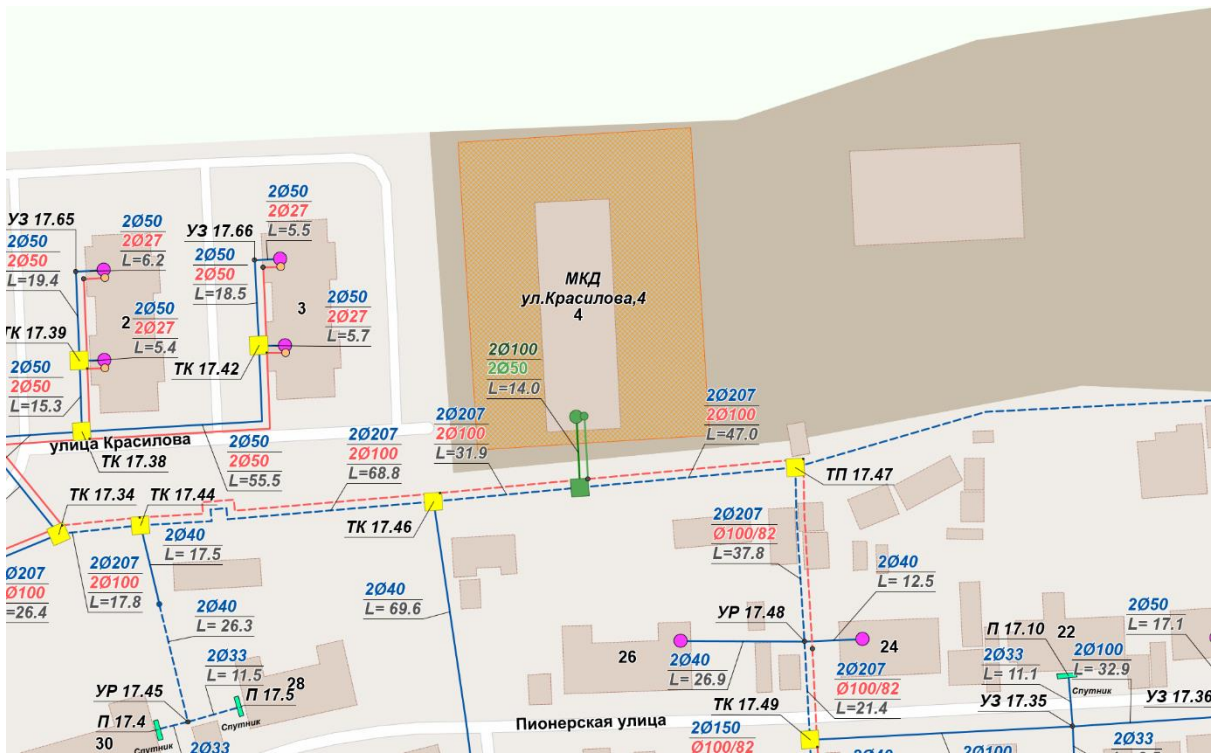 УЗ 17.65
2Ø50
2Ø50
L=19.4
2Ø50
2Ø27
L=6.2
УЗ 17.66
2Ø50
2Ø50
L=18.5
2Ø50
2Ø27
L=5.5
2
3
2Ø50
2Ø27
L=5.4
2Ø50
2Ø27
L=5.7
ТК 17.39
ТК 17.42
2Ø50
2Ø50
L=15.3
МКД
ул.Красилова,4
4
2Ø100
2Ø50
L=14.0
улица Красилова
ТК 17.38
2Ø50
2Ø50
L=55.5
2Ø207
2Ø100
L=68.8
2Ø207
2Ø100
L=31.9
2Ø207
2Ø100
L=47.0
ТК 17.34
ТК 17.44
ТК 17.46
ТП 17.47
Ø207
Ø100
=26.4
2Ø207
2Ø100
L=17.8
2Ø40
L= 17.5
2Ø40
L= 26.3
2Ø33
L= 11.5
2Ø40
L= 69.6
2Ø207
Ø100/82
L=37.8
2Ø40
L= 12.5
УР 17.48
26
2Ø40
L= 26.9
24
2Ø207
Ø100/82
L=21.4
П 17.10
22
2Ø50
L= 17.1
2Ø33
L= 11.1
2Ø100
L= 32.9
Спутник
УЗ 17.35
УЗ 17.36
УР 17.45
28
П 17.5
Спутник
П 17.4
30
Спутник
2Ø33
Пионерская улица
ТК 17.49
2Ø150
Ø100/82
2Ø40
2Ø100
2Ø33